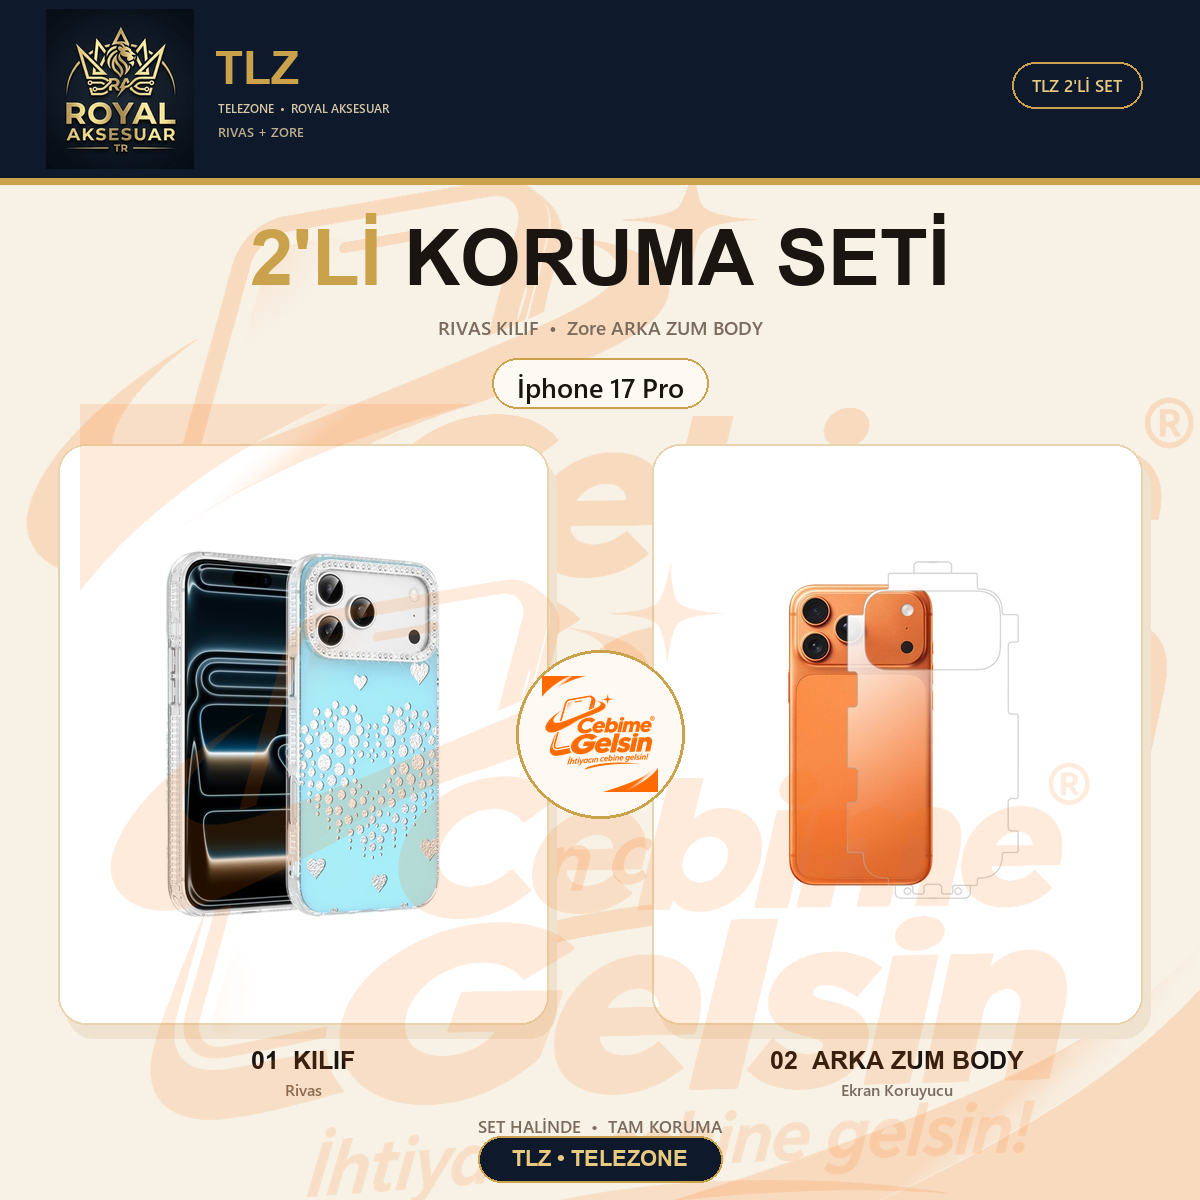 ROYAL
AKSESUAR
TR
TLZ
TELEZONE • ROYAL AKSESUAR
RIVAS + ZORE
TLZ 2'Lİ SET
2'Lİ KORUMA SETİ
RIVAS KILIF • Zore ARKA ZUM BODY
İphone 17 Pro
Cebime®
Gelsin
İhtiyacın cebine gelsin!
01 KILIF
Rivas
02 ARKA ZUM BODY
Ekran Koruyucu
SET HALİNDE • TAM KORUMA
TLZ • TELEZONE
Cebime®
Gelsin